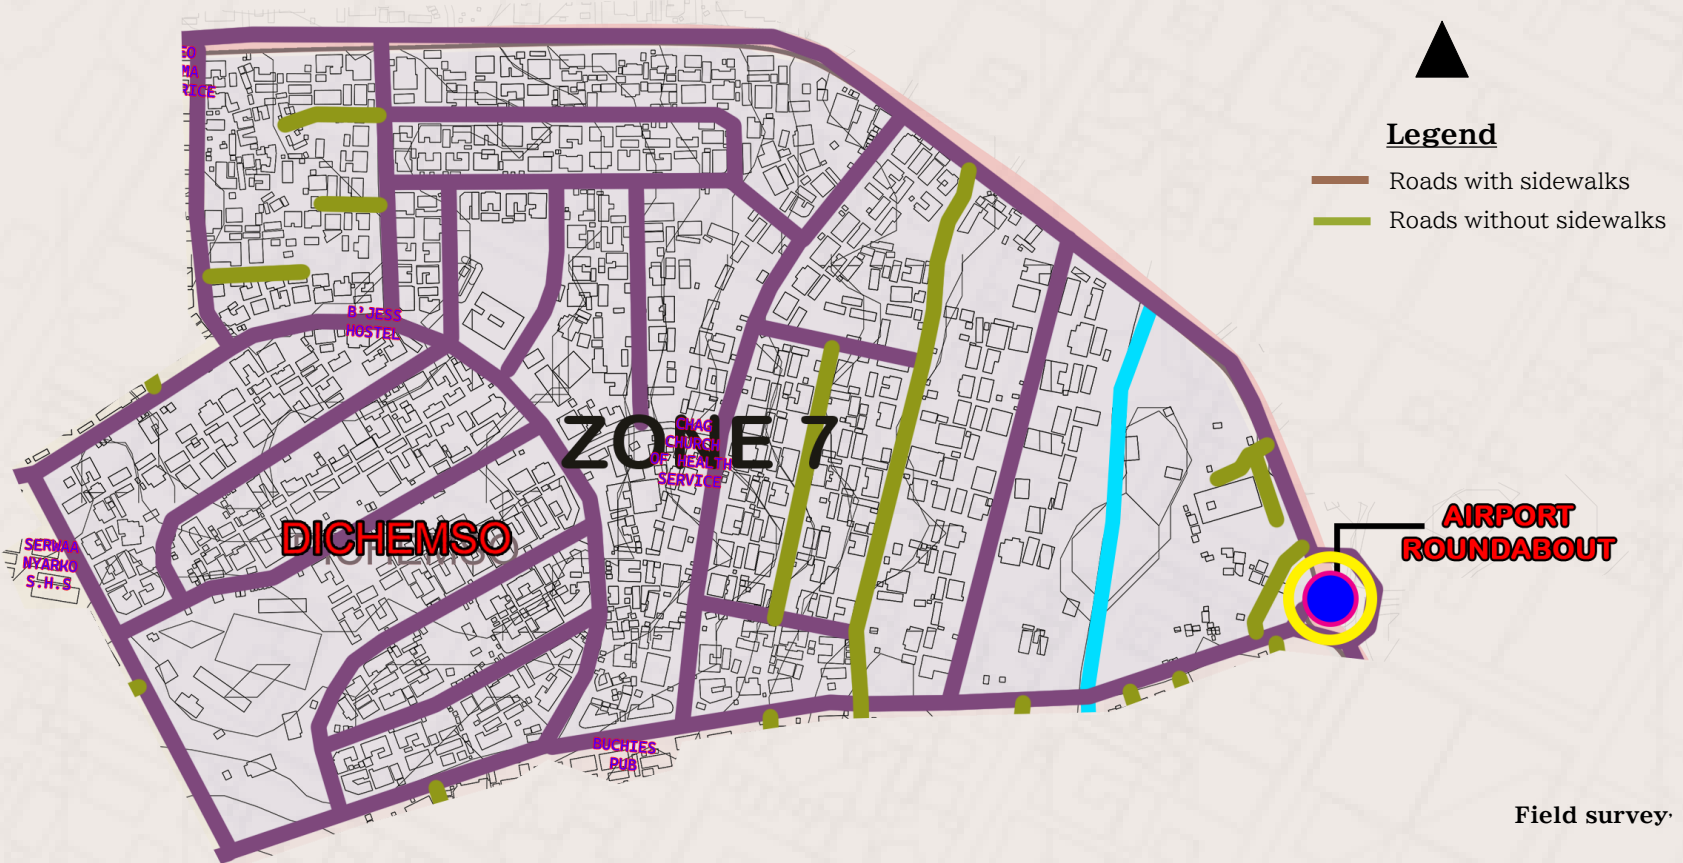 Legend
Roads with sidewalks
Roads without sidewalks
B'JESS
HOSTEL
ZONE 7
CHAG
CHURCH
OF HEALTH
SERVICE
DICHEMSO
DICHEMSO
SERWAA
NYARKO
S.H.S
AIRPORT
ROUNDABOUT
BUCHIES
PUB
Field survey